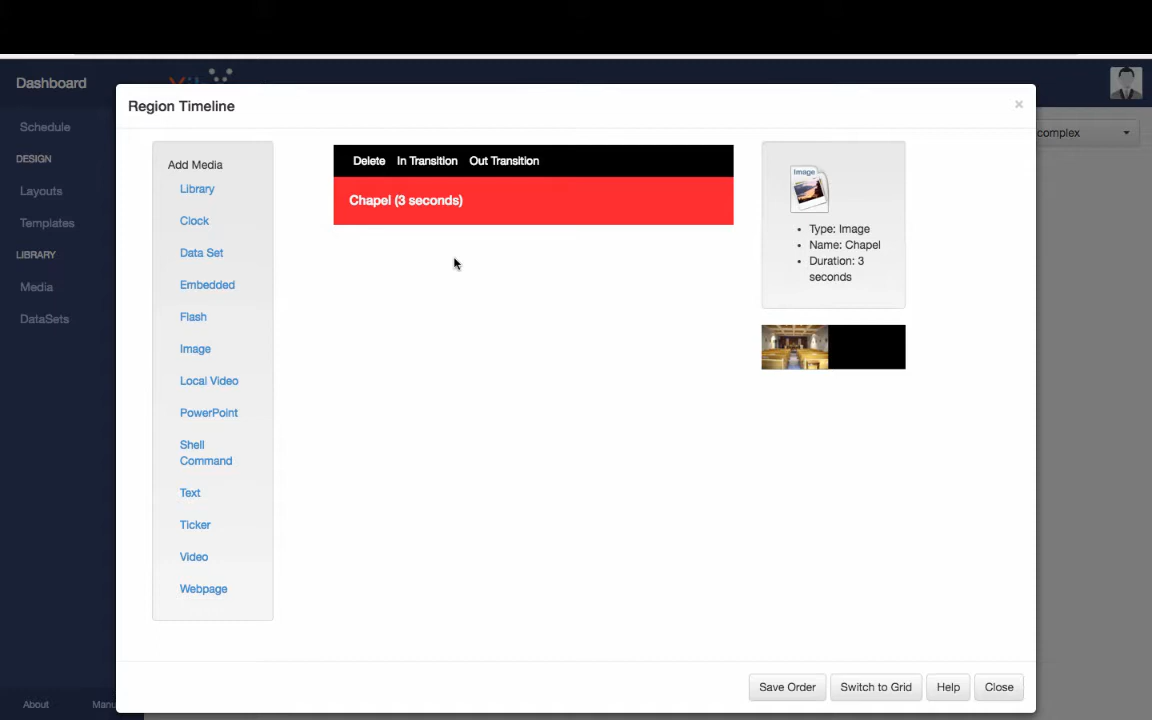 Dashboard
Region Timeline
×
Schedule
complex
DESIGN
Layouts
Templates
LIBRARY
Media
DataSets
Add Media
Library
Clock
Data Set
Embedded
Flash
Image
Local Video
PowerPoint
Shell
Command
Text
Ticker
Video
Webpage
Delete In Transition Out Transition
Chapel (3 seconds)
Image
• Type: Image
• Name: Chapel
• Duration: 3
seconds
Save Order Switch to Grid Help Close
About Manu